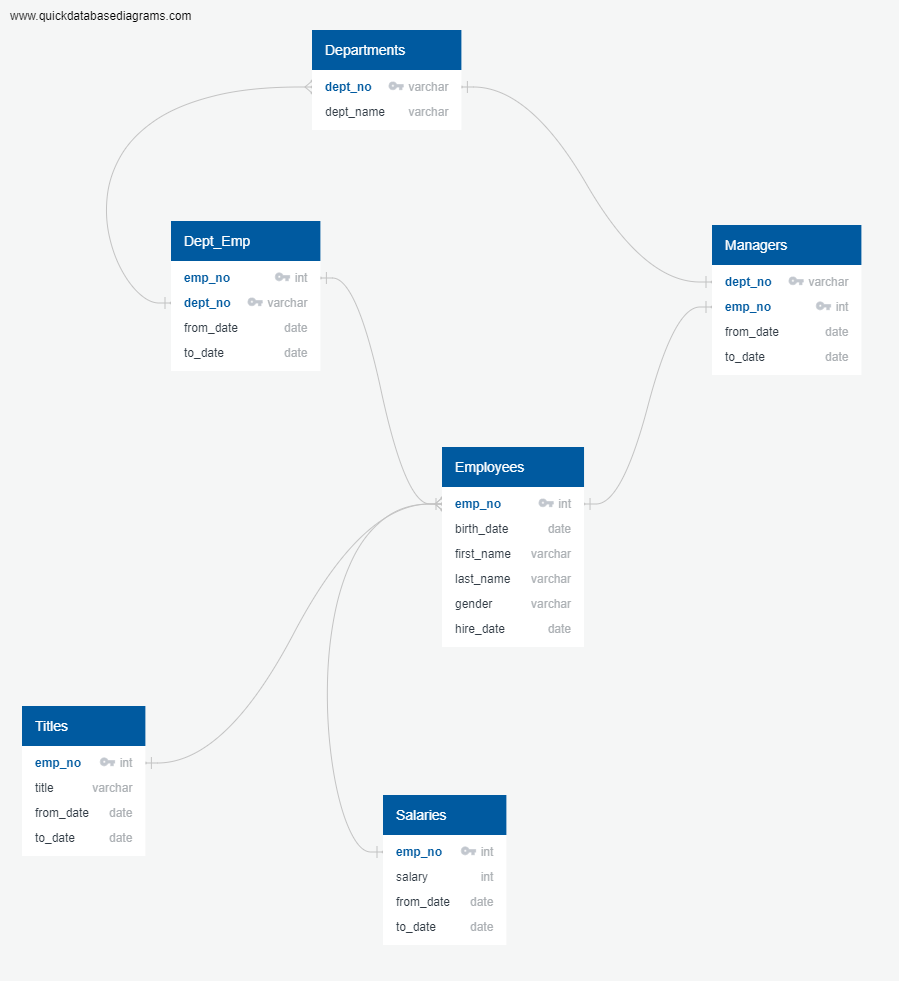 www.quickdatabasediagrams.com
Departments
dept_no varchar
dept_name varchar
Dept_Emp
emp_no int
dept_no varchar
from_date date
to_date date
Managers
dept_no varchar
emp_no int
from_date date
to_date date
Employees
emp_no int
birth_date date
first_name varchar
last_name varchar
gender varchar
hire_date date
Titles
emp_no int
title varchar
from_date date
to_date date
Salaries
emp_no int
salary int
from_date date
to_date date